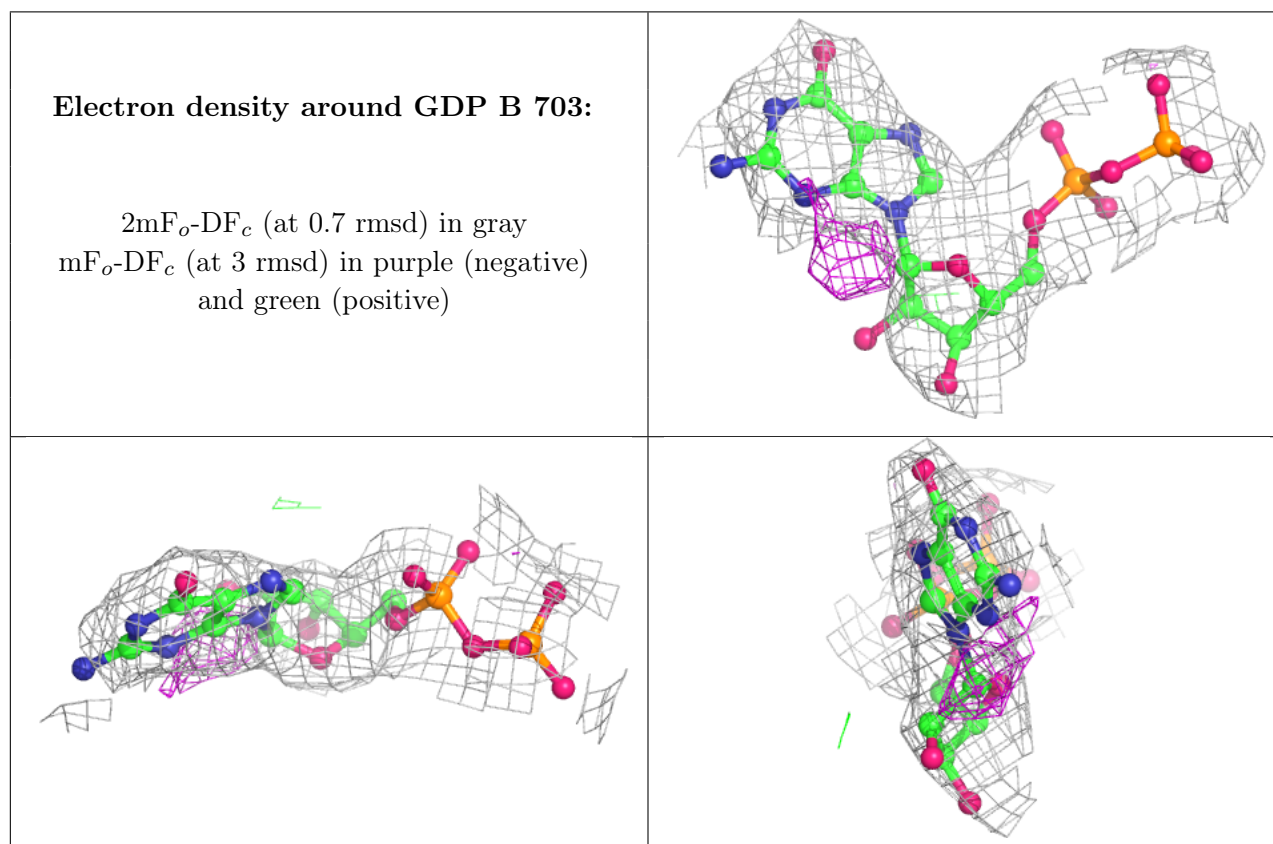 Electron density around GDP B 703:
2mFo-DFc (at 0.7 rmsd) in gray
mFo-DFc (at 3 rmsd) in purple (negative)
and green (positive)